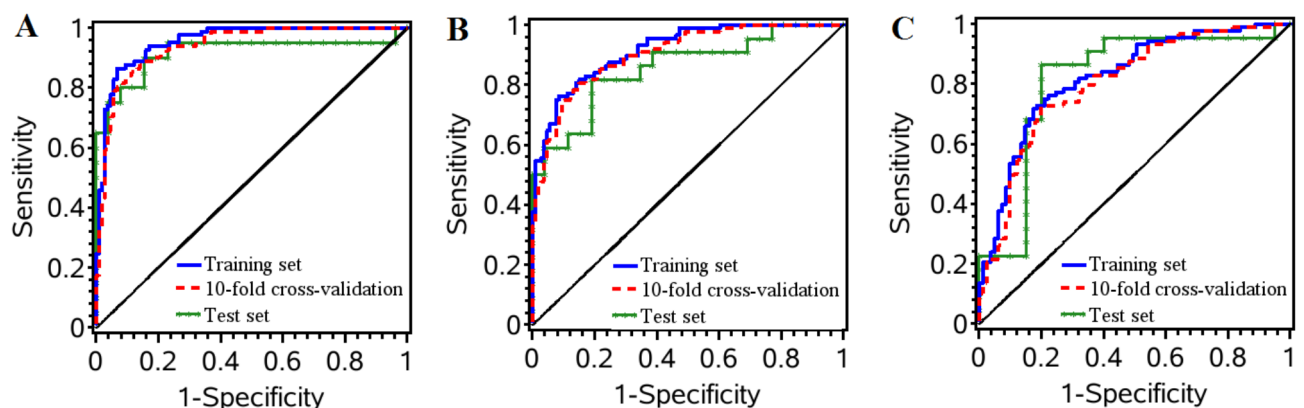 A
Sensitivity
1
0.8
0.6
0.4
0.2
0
Training set
10-fold cross-validation
Test set
0 0.2 0.4 0.6 0.8 1
1-Specificity
B
Sensitivity
1
0.8
0.6
0.4
0.2
0
Training set
10-fold cross-validation
Test set
0 0.2 0.4 0.6 0.8 1
1-Specificity
C
Sensitivity
1
0.8
0.6
0.4
0.2
0
Training set
10-fold cross-validation
Test set
0 0.2 0.4 0.6 0.8 1
1-Specificity